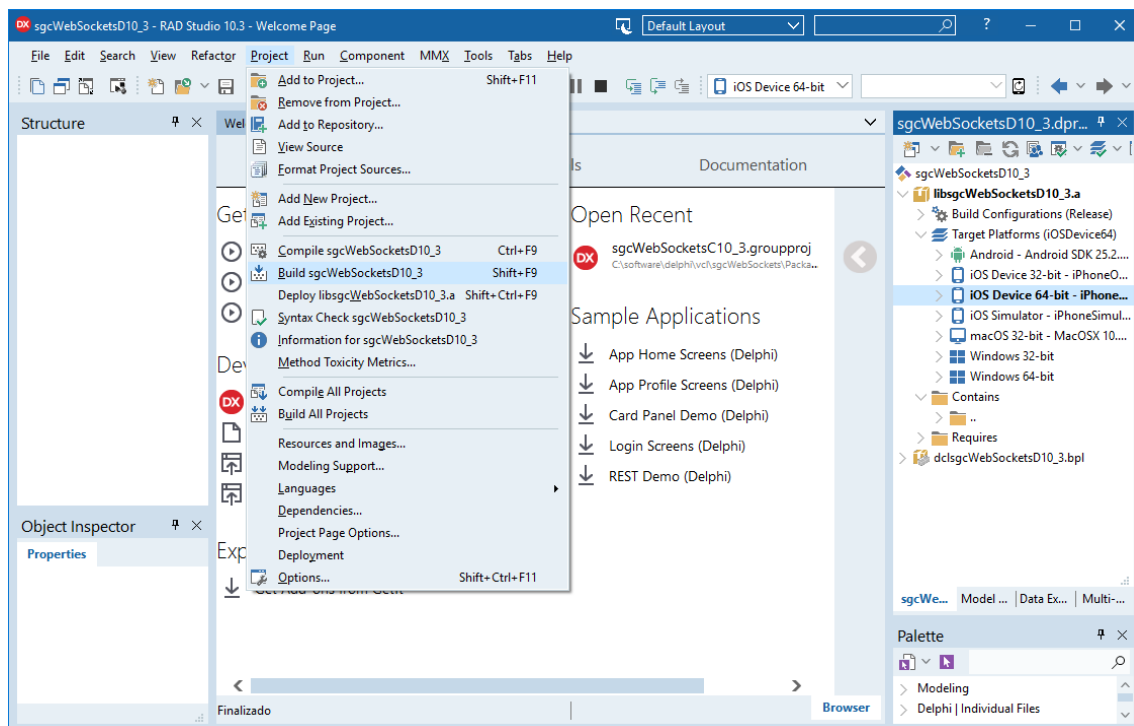 sgcWebSocketsD10_3 - RAD Studio 10.3 - Welcome Page
Default Layout
?
File Edit Search View Refactor Project Run Component MMX Tools Tabs Help
iOS Device 64-bit
Structure
Add to Project... Shift+F11
Remove from Project...
Add to Repository...
View Source
Format Project Sources...
Add New Project...
Add Existing Project...
Compile sgcWebSocketsD10_3 Ctrl+F9
Build sgcWebSocketsD10_3 Shift+F9
Deploy libsgcWebSocketsD10_3.a Shift+Ctrl+F9
Syntax Check sgcWebSocketsD10_3
Information for sgcWebSocketsD10_3
Method Toxicity Metrics...
Compile All Projects
Build All Projects
Resources and Images...
Modeling Support...
Languages
Dependencies...
Project Page Options...
Deployment
Options... Shift+Ctrl+F11
Documentation
Open Recent
DX
sgcWebSocketsC10_3.groupproj
C:\software\delphi\vcl\sgcWebSockets\Packa...
Sample Applications
App Home Screens (Delphi)
App Profile Screens (Delphi)
Card Panel Demo (Delphi)
Login Screens (Delphi)
REST Demo (Delphi)
DX
Finalizado
Browser
Object Inspector
Properties
sgcWebSocketsD10_3.dpr...
sgcWebSocketsD10_3
libsgcWebSocketsD10_3.a
Build Configurations (Release)
Target Platforms (iOSDevice64)
Android - Android SDK 25.2....
iOS Device 32-bit - iPhoneO...
iOS Device 64-bit - iPhone...
iOS Simulator - iPhoneSimul...
macOS 32-bit - MacOSX 10....
Windows 32-bit
Windows 64-bit
Contains
..
Requires
dclsgcWebSocketsD10_3.bpl
sgcWe... Model ... Data Ex... Multi-...
Palette
Modeling
Delphi | Individual Files